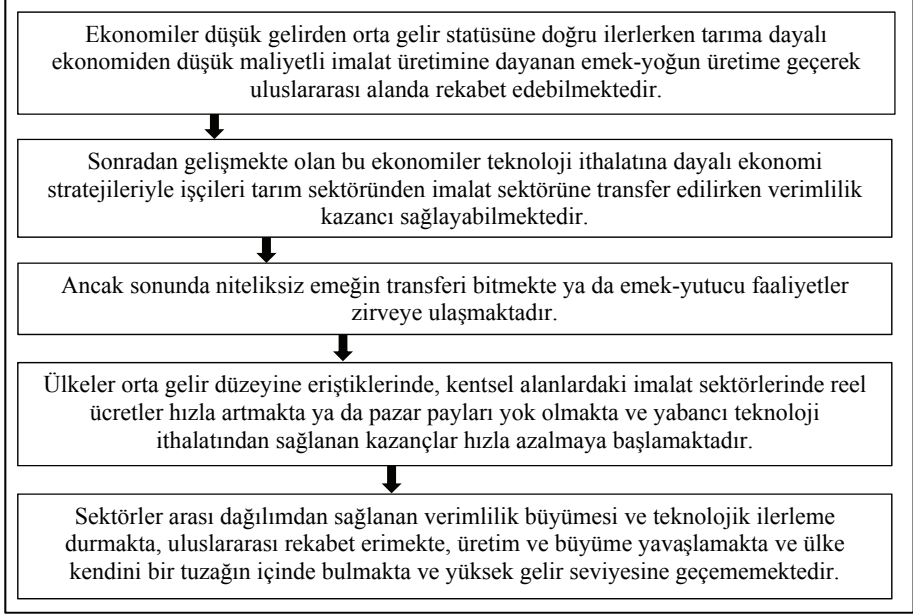 Ekonomiler düşük gelirden orta gelir statüsüne doğru ilerlerken tarıma dayalı
ekonomiden düşük maliyetli imalat üretimine dayanan emek-yoğun üretime geçerek
uluslararası alanda rekabet edebilmektedir.
Sonradan gelişmekte olan bu ekonomiler teknoloji ithalatına dayalı ekonomi
stratejileriyle işçileri tarım sektöründen imalat sektörüne transfer edilirken verimlilik
kazancı sağlayabilmektedir.
Ancak sonunda niteliksiz emeğin transferi bitmekte ya da emek-yutucu faaliyetler
zirveye ulaşmaktadır.
Ülkeler orta gelir düzeyine eriştiklerinde, kentsel alanlardaki imalat sektörlerinde reel
ücretler hızla artmakta ya da pazar payları yok olmakta ve yabancı teknoloji
ithalatından sağlanan kazançlar hızla azalmaya başlamaktadır.
Sektörler arası dağılımdan sağlanan verimlilik büyümesi ve teknolojik ilerleme
durmakta, uluslararası rekabet erimekte, üretim ve büyüme yavaşlamakta ve ülke
kendini bir tuzağın içinde bulmakta ve yüksek gelir seviyesine geçememektedir.